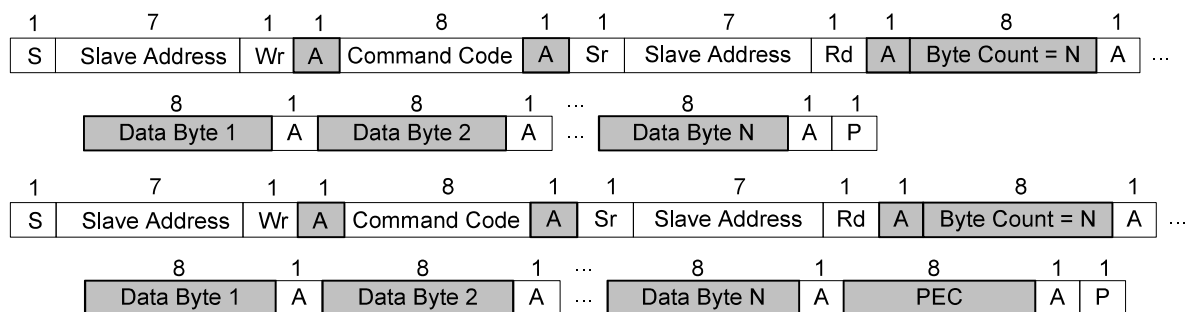 1 7 1 1 8 1 1 7 1 1 8 1
S Slave Address Wr A Command Code A Sr Slave Address Rd A Byte Count = N A ...
8 1 8 1 ... 8 1 1
Data Byte 1 A Data Byte 2 A ... Data Byte N A P
1 7 1 1 8 1 1 7 1 1 8 1
S Slave Address Wr A Command Code A Sr Slave Address Rd A Byte Count = N A ...
8 1 8 1 ... 8 1 8 1 1
Data Byte 1 A Data Byte 2 A ... Data Byte N A PEC A P